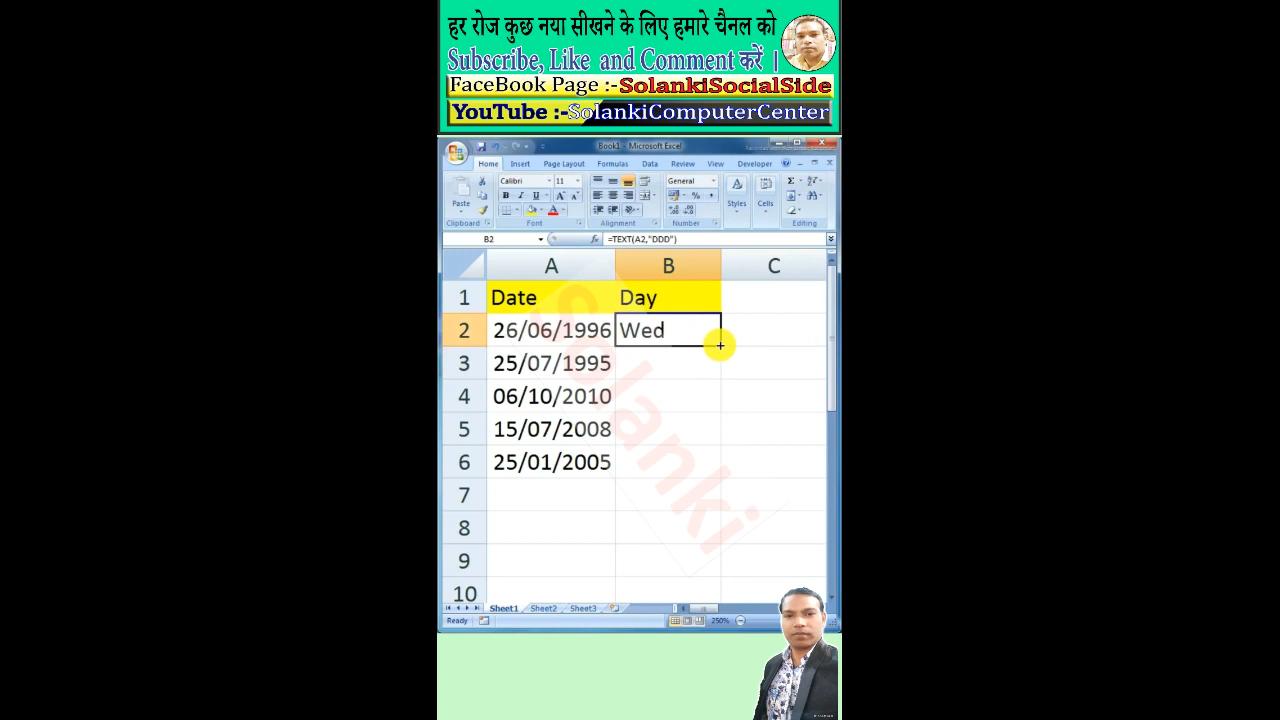 हर रोज कुछ नया सीखने के लिए हमारे चैनल को
Subscribe, Like and Comment करें ।
FaceBook Page :-SolankiSocialSide
YouTube :-SolankiComputerCenter
Book1 - Microsoft Excel
Home Insert Page Layout Formulas Data Review View Developer
Calibri 11 General
Paste Styles Cells
Clipboard Font Alignment Number Editing
B2 =TEXT(A2,"DDD")
A B C
1 Date Day
2 26/06/1996 Wed
3 25/07/1995
4 06/10/2010
5 15/07/2008
6 25/01/2005
7
8
9
10
Solanki
Sheet1 Sheet2 Sheet3
Ready 250%